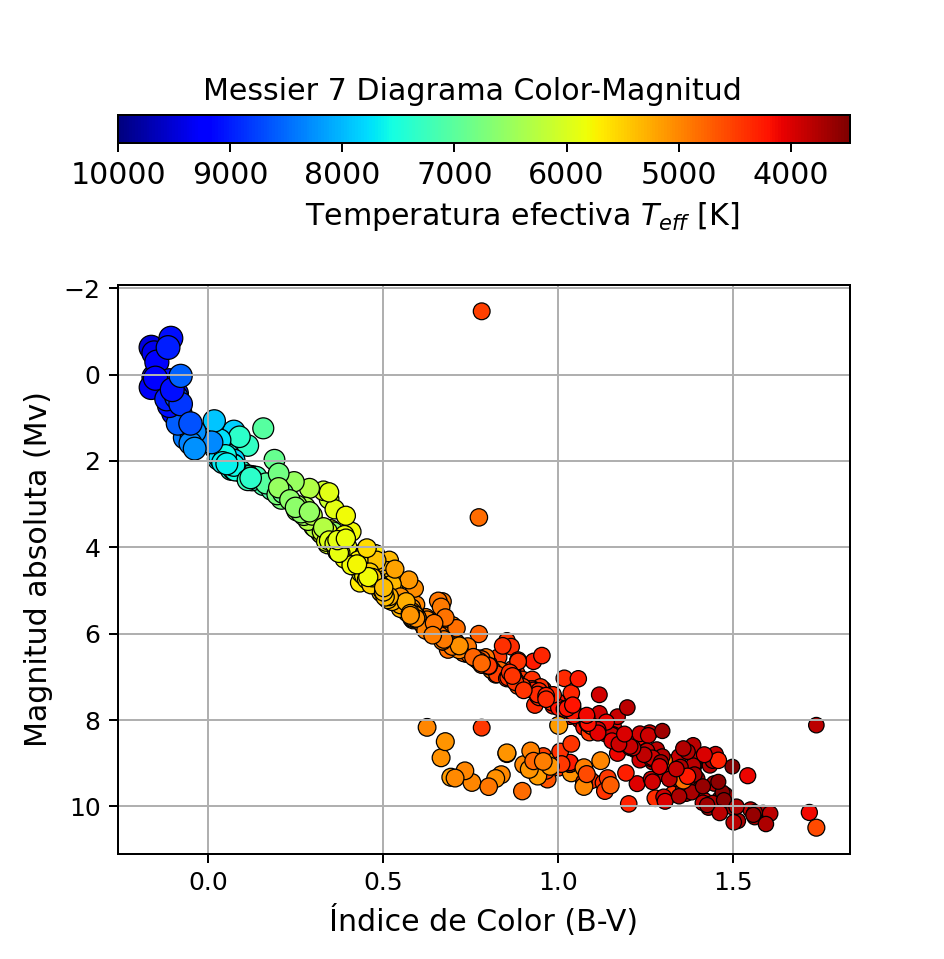 Messier 7 Diagrama Color-Magnitud
10000 9000 8000 7000 6000 5000 4000
Temperatura efectiva T_eff [K]
−2
0
2
4
6
8
10
Magnitud absoluta (Mv)
0.0 0.5 1.0 1.5
Índice de Color (B-V)